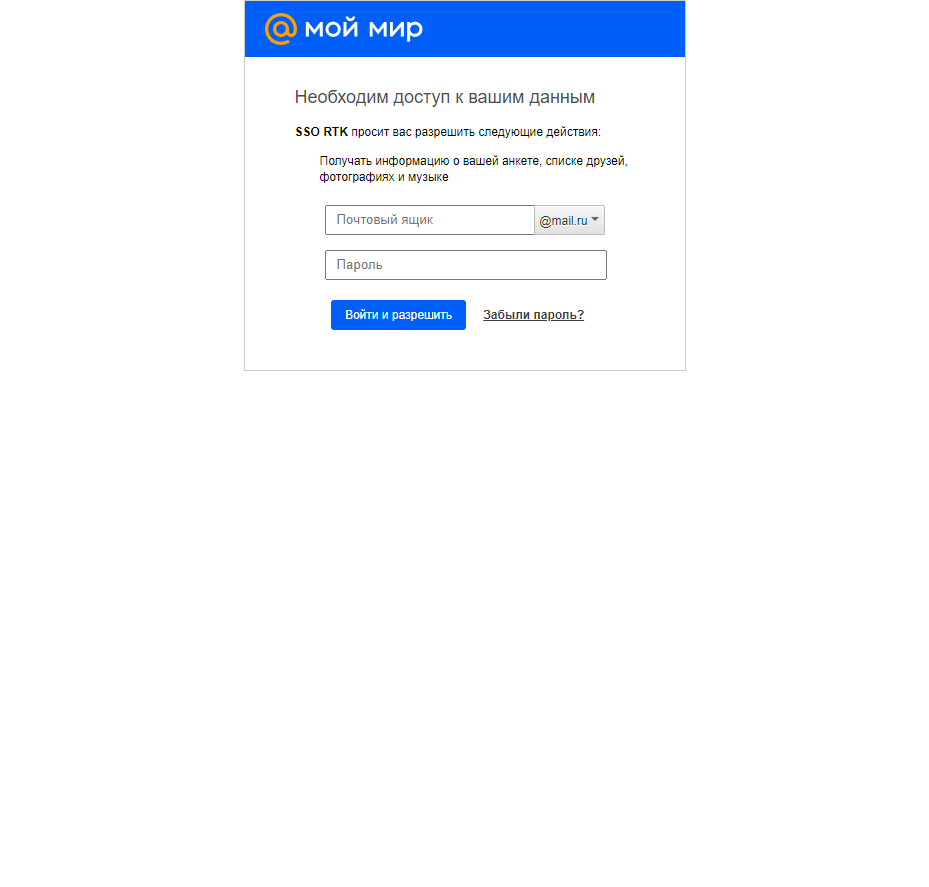 @ мой мир
Необходим доступ к вашим данным
SSO RTK просит вас разрешить следующие действия:
Получать информацию о вашей анкете, списке друзей,
фотографиях и музыке
Почтовый ящик @mail.ru
Пароль
Войти и разрешить Забыли пароль?